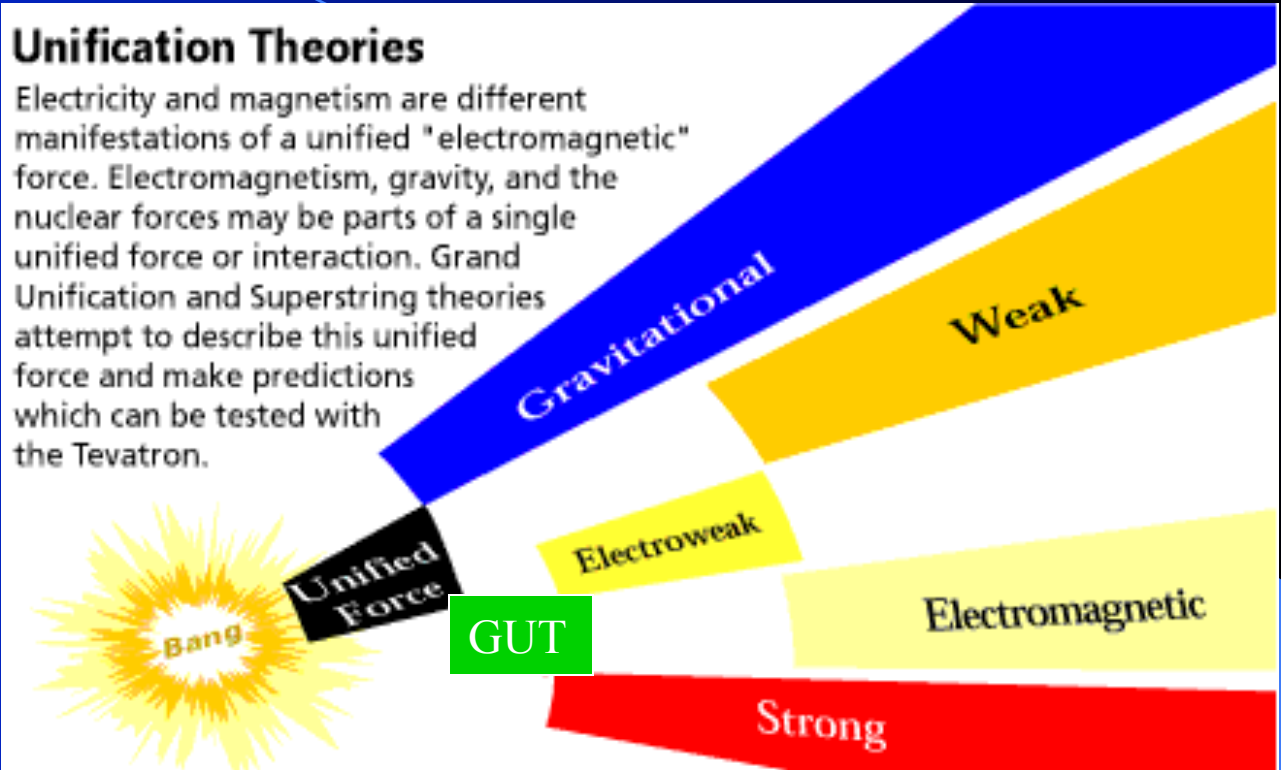 Unification Theories
Electricity and magnetism are different
manifestations of a unified "electromagnetic"
force. Electromagnetism, gravity, and the
nuclear forces may be parts of a single
unified force or interaction. Grand
Unification and Superstring theories
attempt to describe this unified
force and make predictions
which can be tested with
the Tevatron.
Gravitational
Weak
Electroweak
Unified
Force
Electromagnetic
GUT
Bang
Strong